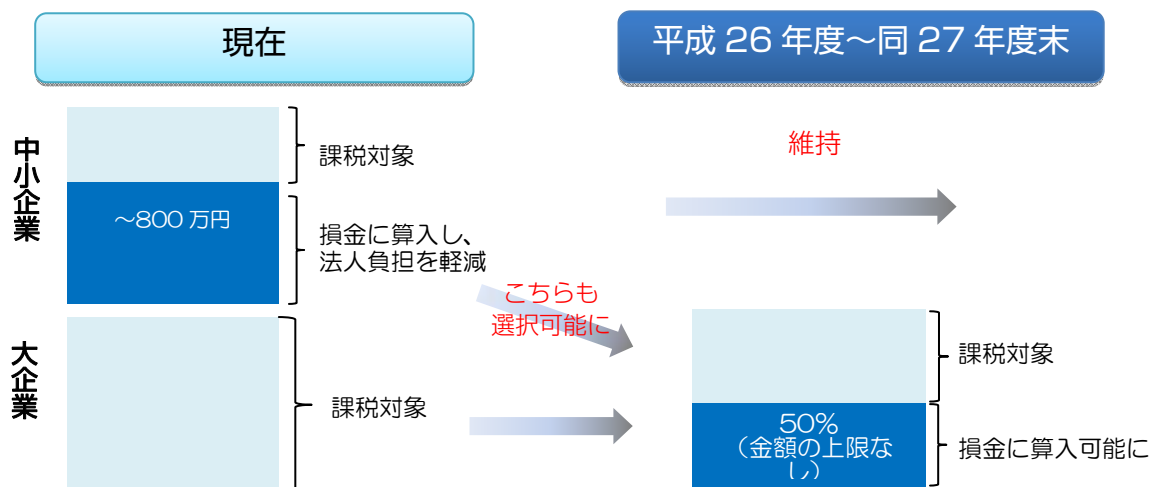 現在
平成 26 年度～同 27 年度末
中小企業
課税対象
～800 万円
損金に算入し、
法人負担を軽減
維持
こちらも
選択可能に
大企業
課税対象
課税対象
50%
（金額の上限な
し）
損金に算入可能に